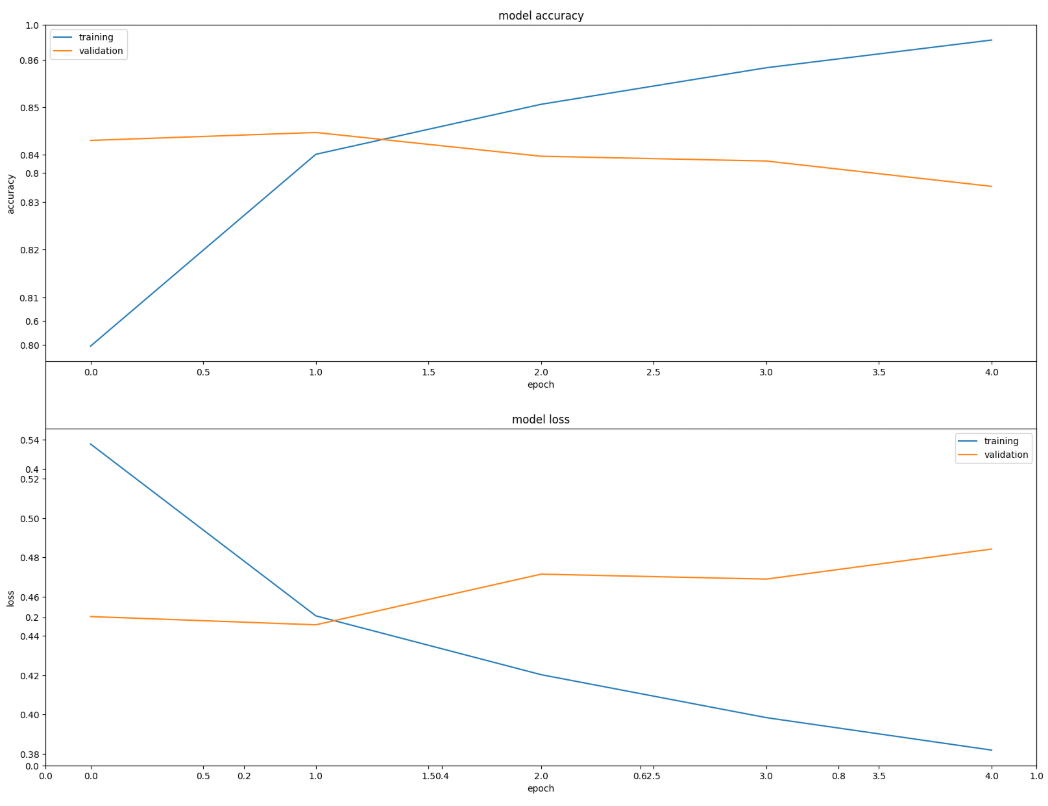 model accuracy
1.0
training
validation
0.86
0.85
0.84
0.8
accuracy
0.83
0.82
0.81
0.6
0.80
0.0 0.5 1.0 1.5 2.0 2.5 3.0 3.5 4.0
epoch
model loss
0.54
training
validation
0.4
0.52
0.50
0.48
0.46
loss
0.2
0.44
0.42
0.40
0.38
0.0
0.0 0.0 0.5 0.2 1.0 1.50.4 2.0 0.62.5 3.0 0.8 3.5 4.0 1.0
epoch